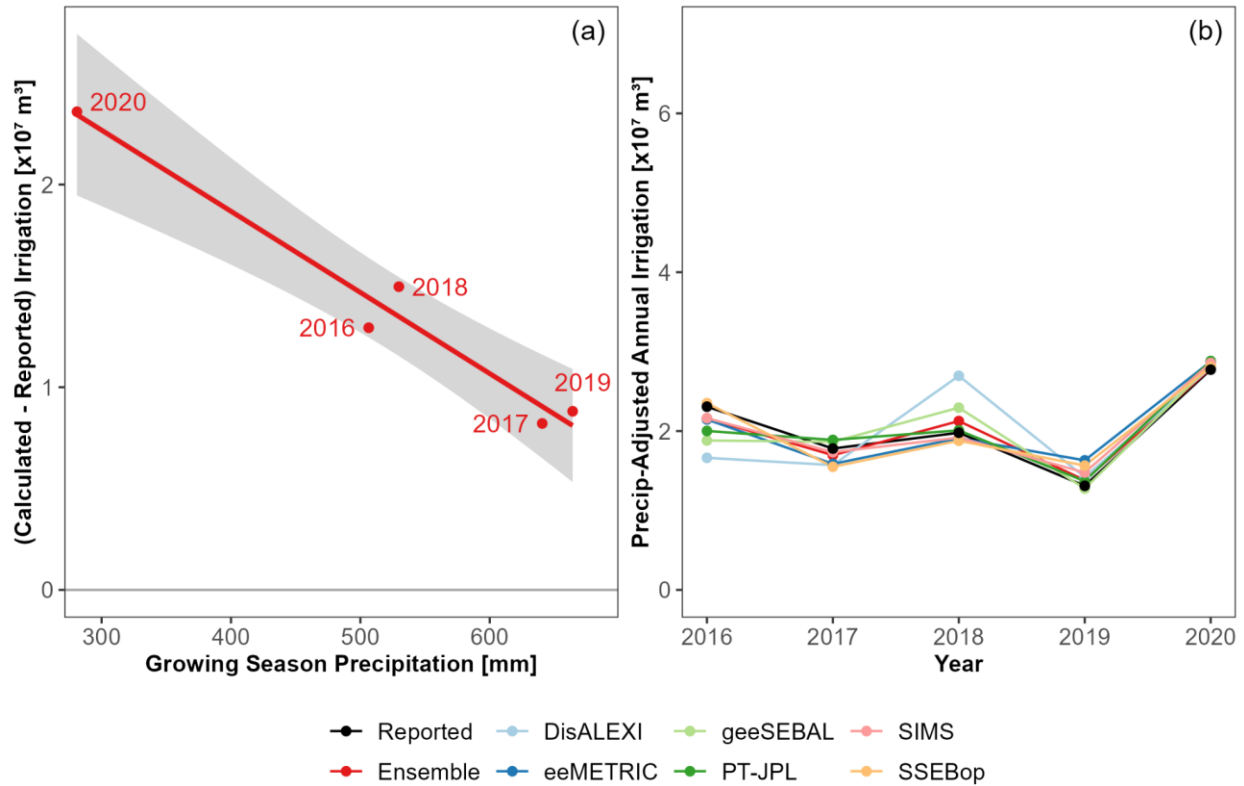 (a)
(Calculated - Reported) Irrigation [x10⁷ m³]
2
1
0
2020
2018
2016
2019
2017
300 400 500 600
Growing Season Precipitation [mm]
(b)
Precip-Adjusted Annual Irrigation [x10⁷ m³]
6
4
2
0
2016 2017 2018 2019 2020
Year
Reported DisALEXI geeSEBAL SIMS
Ensemble eeMETRIC PT-JPL SSEBop